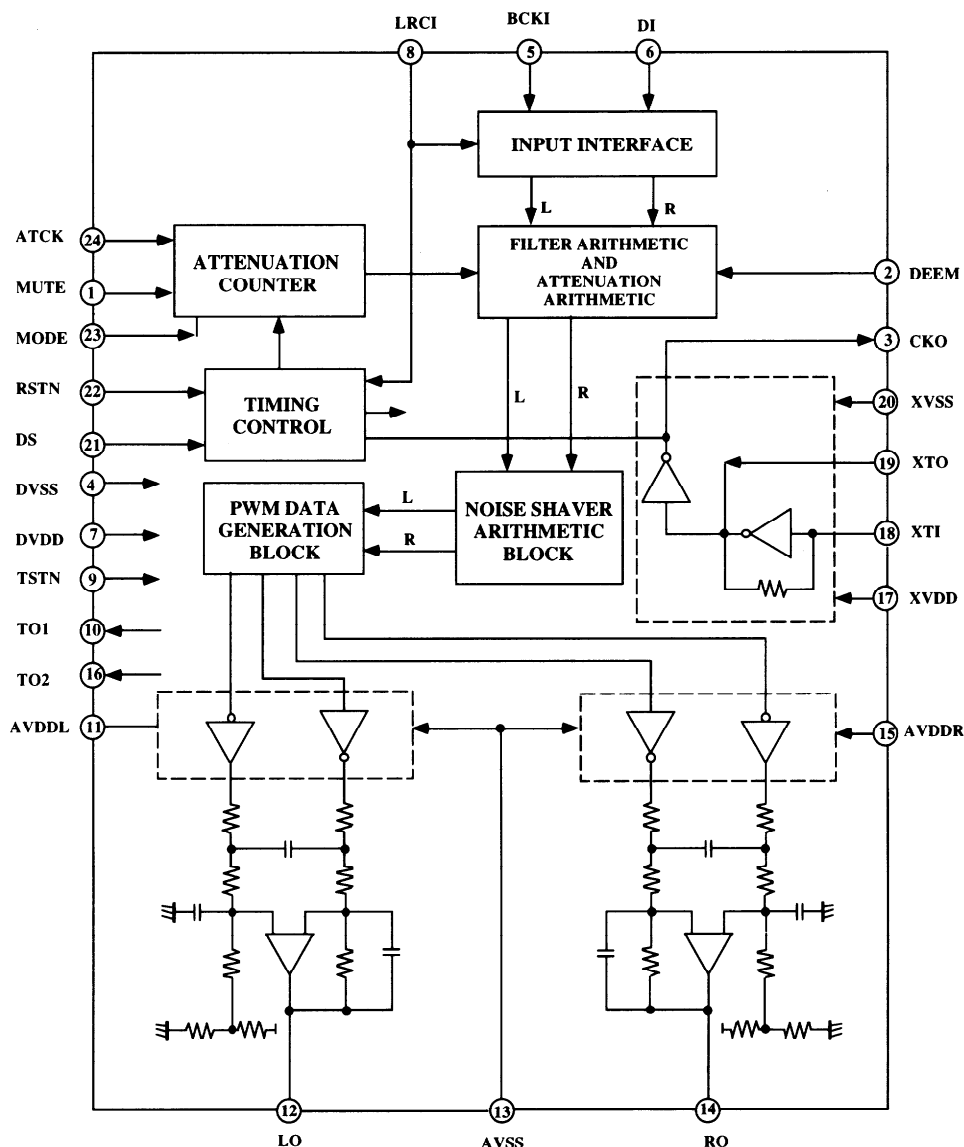 LRCI
BCKI
DI
8
5
6
INPUT INTERFACE
L
R
ATCK
24
ATTENUATION
COUNTER
FILTER ARITHMETIC
AND
ATTENUATION
ARITHMETIC
2
DEEM
MUTE
1
MODE
23
3
CKO
RSTN
22
TIMING
CONTROL
L
R
20
XVSS
DS
21
19
XTO
DVSS
4
PWM DATA
GENERATION
BLOCK
L
R
NOISE SHAVER
ARITHMETIC
BLOCK
DVDD
7
18
XTI
TSTN
9
17
XVDD
TO1
10
TO2
16
AVDDL
11
15
AVDDR
12
13
14
LO
AVSS
RO